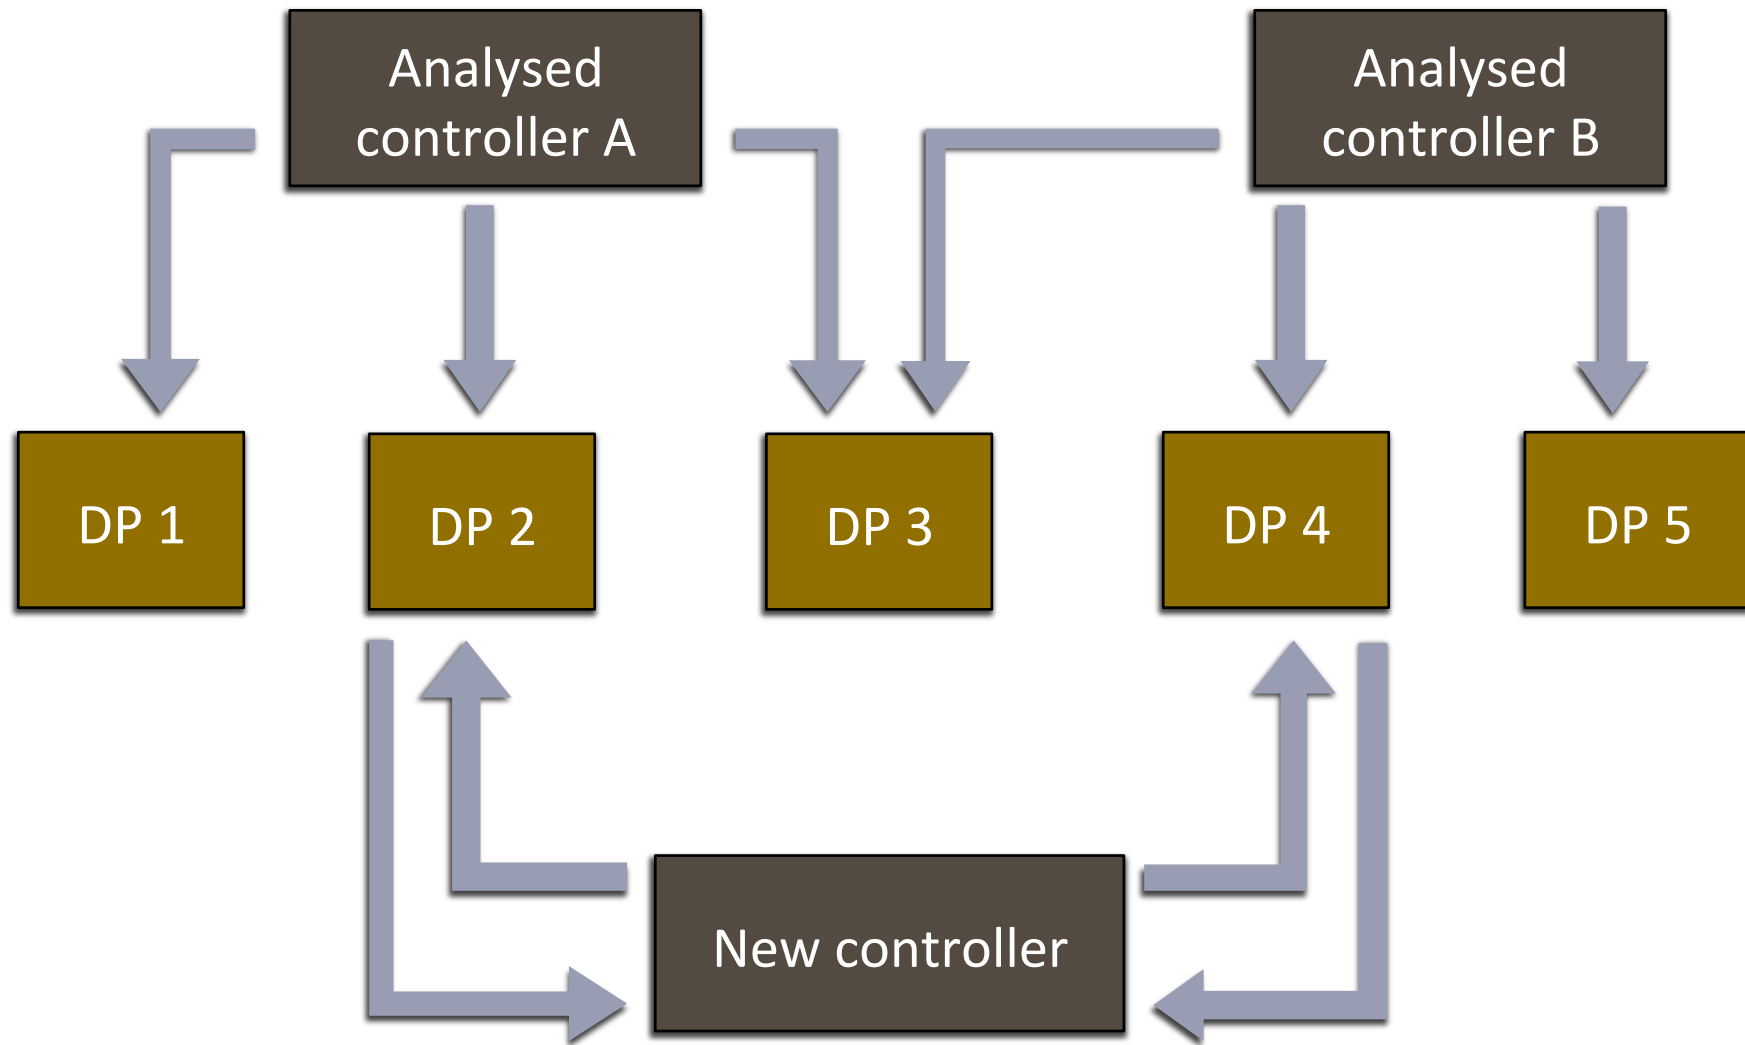 Analysed
controller A
Analysed
controller B
DP 1
DP 2
DP 3
DP 4
DP 5
New controller